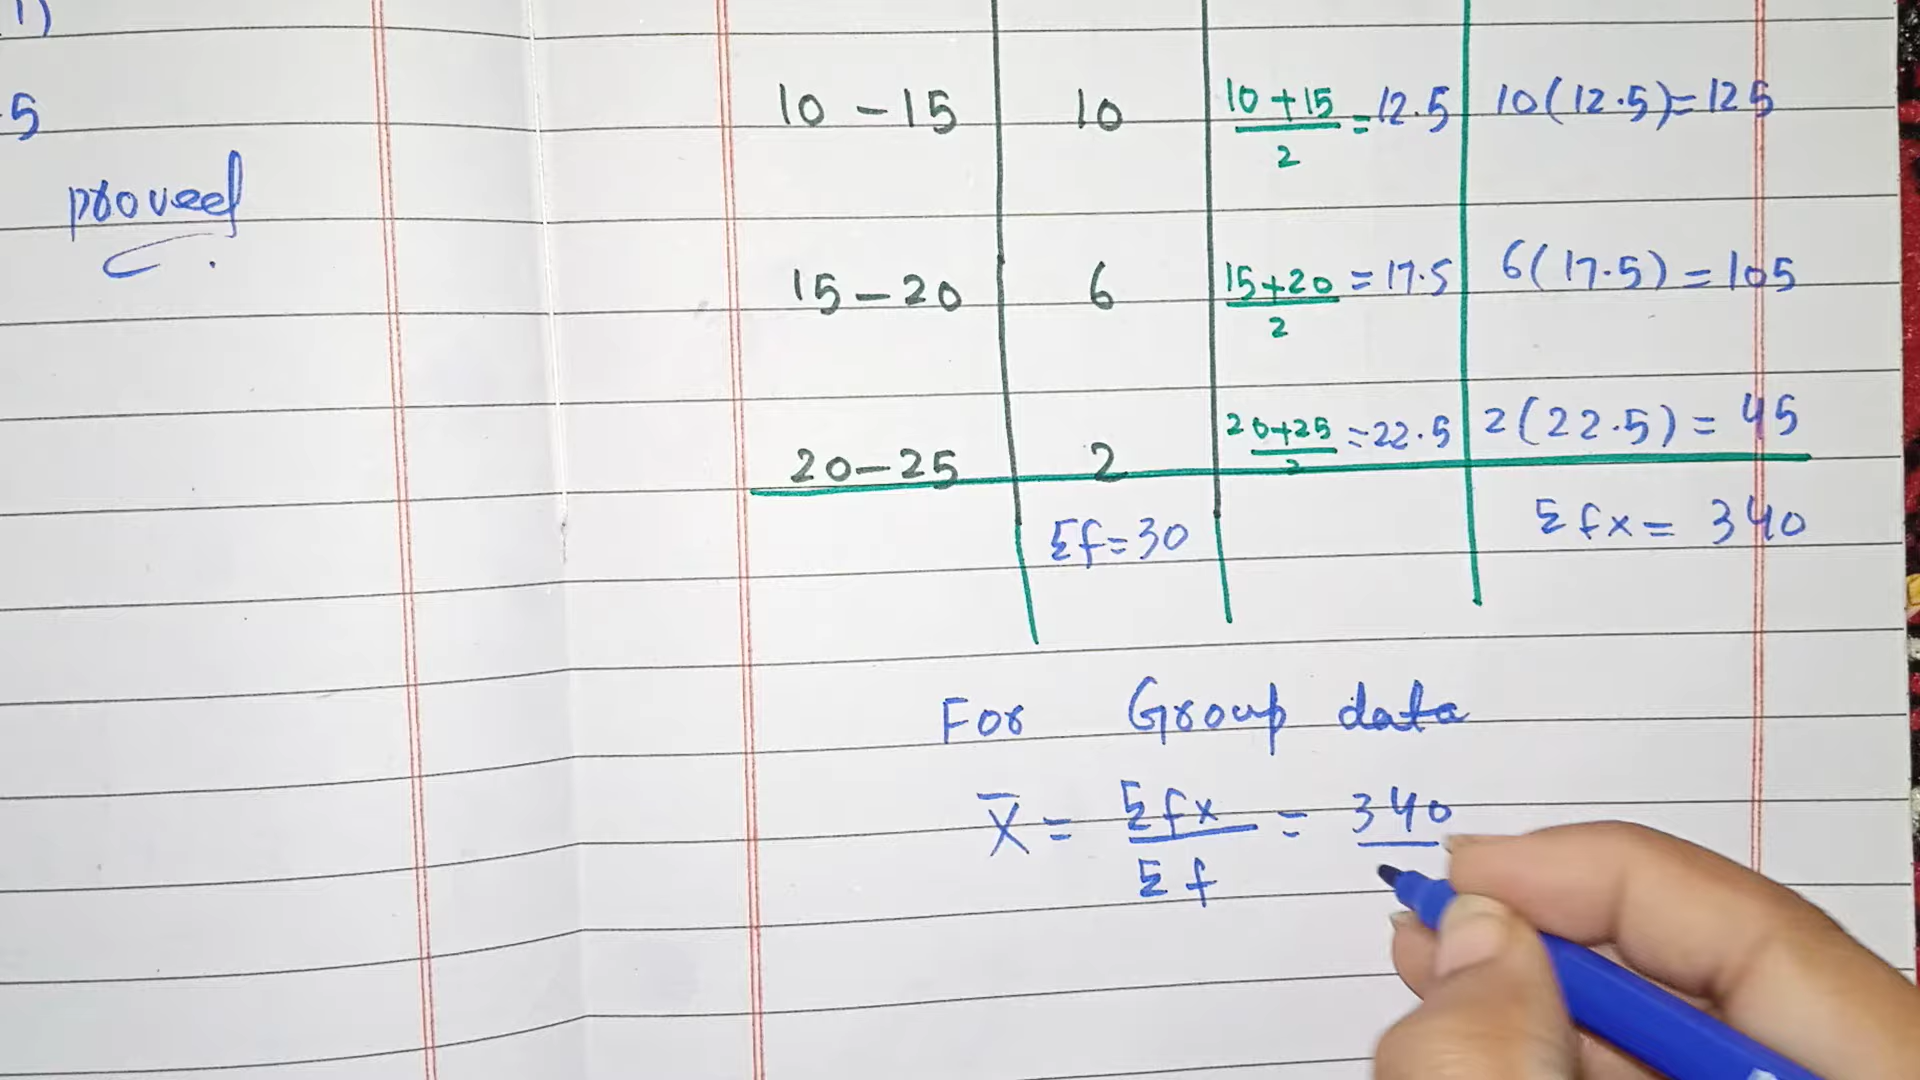 1)
5
proved
10 - 15 10 10 + 15 / 2 = 12.5 10(12.5) = 125
15 - 20 6 15+20 / 2 = 17.5 6(17.5) = 105
20 - 25 2 20+25 / 2 = 22.5 2(22.5) = 45
Σf = 30 Σfx = 340
For Group data
X̄ = Σfx / Σf = 340